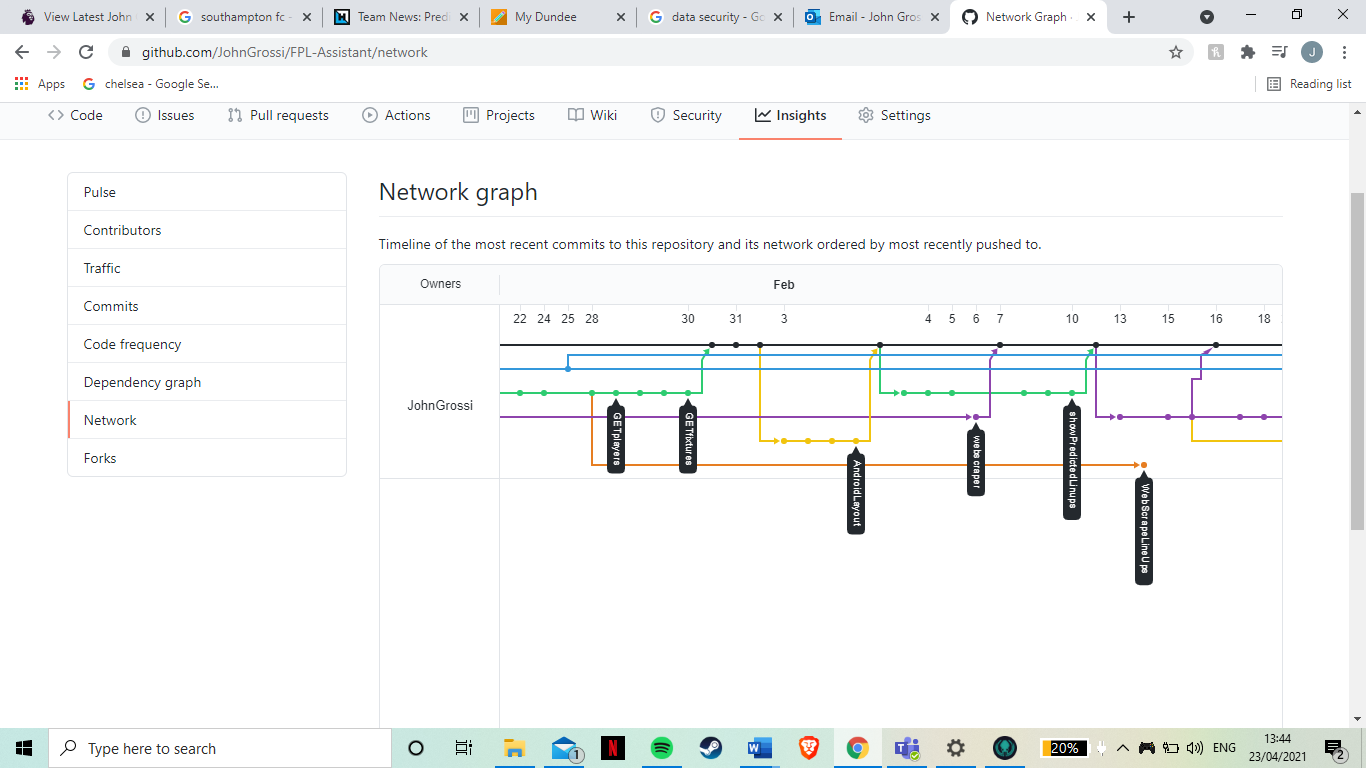 View Latest John
southampton fc -
Team News: Pred
My Dundee
data security - Go
Email - John Gros
Network Graph ·
github.com/JohnGrossi/FPL-Assistant/network
J
Apps
chelsea - Google Se...
Reading list
Code
Issues
Pull requests
Actions
Projects
Wiki
Security
Insights
Settings
Pulse
Contributors
Traffic
Commits
Code frequency
Dependency graph
Network
Forks
Network graph
Timeline of the most recent commits to this repository and its network ordered by most recently pushed to.
Owners
Feb
22 24 25 28 30 31 3 4 5 6 7 10 13 15 16 18
JohnGrossi
GETplayers
GETfixtures
AndroidLayout
webscraper
showPredictedLinups
WebScrapeLineUps
Type here to search
1
N
W
20%
ENG
13:44
23/04/2021
2